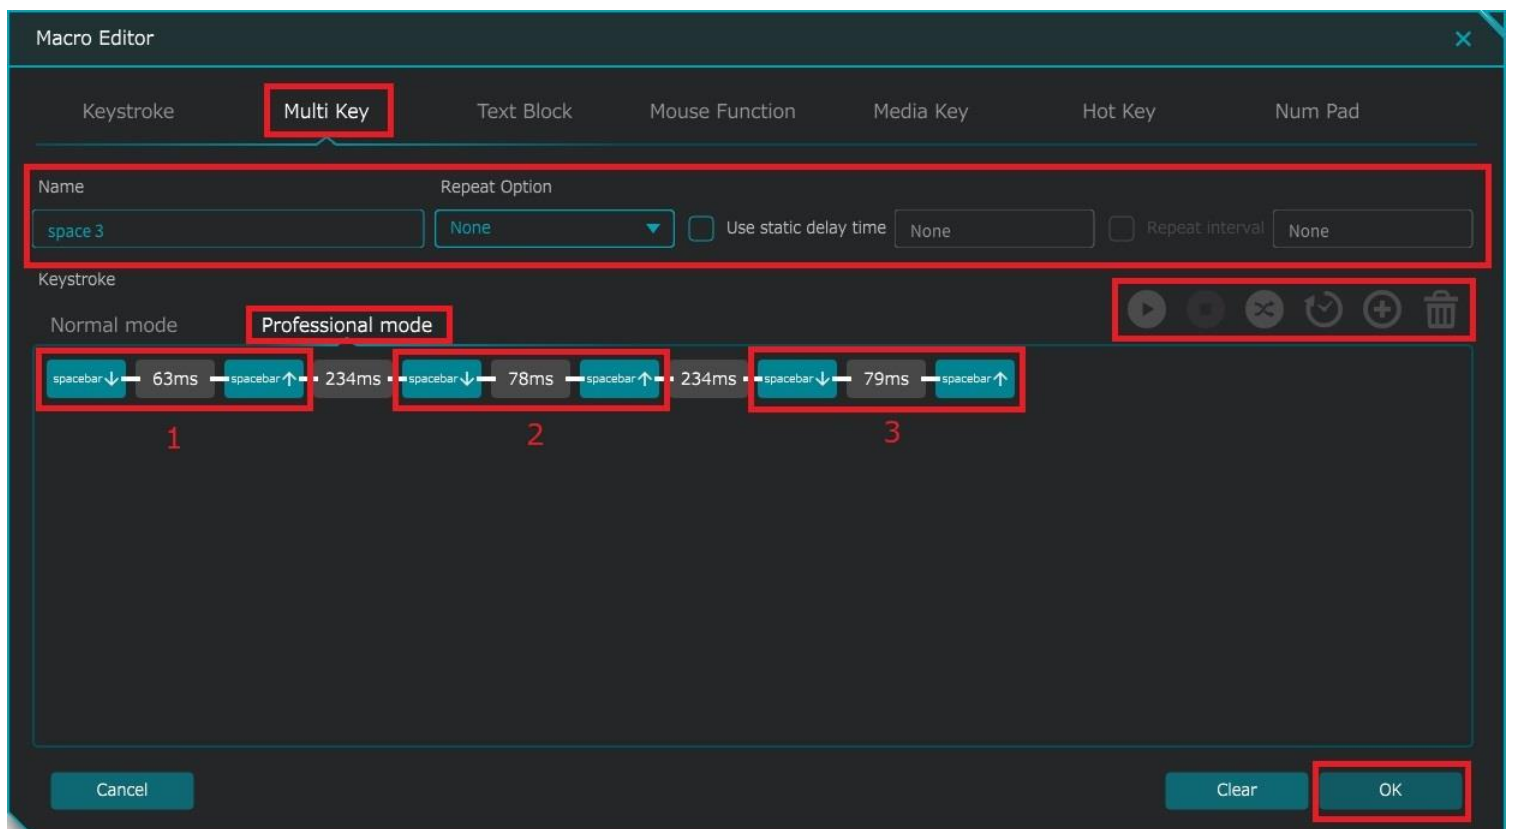 Macro Editor
Keystroke Multi Key Text Block Mouse Function Media Key Hot Key Num Pad
Name Repeat Option
space 3 None Use static delay time None Repeat interval None
Keystroke
Normal mode Professional mode
spacebar↓ 63ms spacebar↑ 234ms spacebar↓ 78ms spacebar↑ 234ms spacebar↓ 79ms spacebar↑
1 2 3
Cancel Clear OK